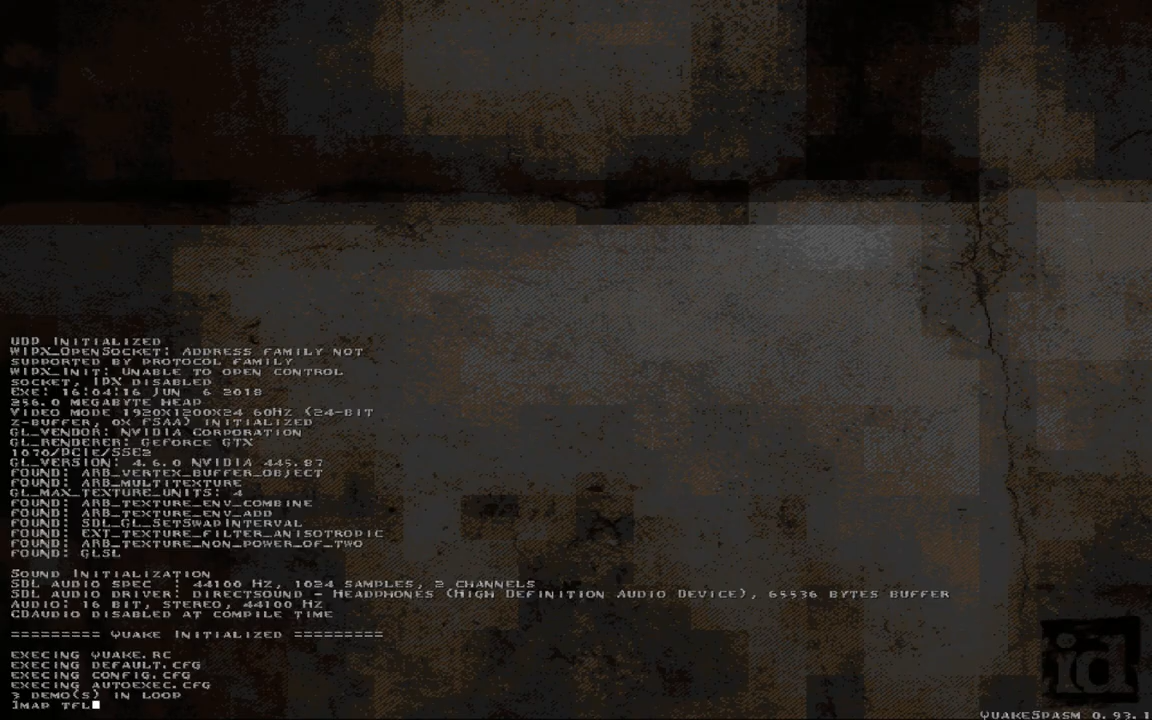 UDP Initialized
WIPX_OpenSocket: Address family not
supported by protocol family
WIPX_Init: Unable to open control
socket, IPX disabled
Exe: 16:04:16 Jun  6 2018
256.0 megabyte heap
Video mode 1920x1200x24 60Hz (24-bit
z-buffer, 0x FSAA) initialized
GL_VENDOR: NVIDIA Corporation
GL_RENDERER: GeForce GTX
1070/PCIe/SSE2
GL_VERSION: 4.6.0 NVIDIA 445.87
FOUND: ARB_vertex_buffer_object
FOUND: ARB_multitexture
GL_MAX_TEXTURE_UNITS: 4
FOUND: ARB_texture_env_combine
FOUND: ARB_texture_env_add
FOUND: SDL_GL_SetSwapInterval
FOUND: EXT_texture_filter_anisotropic
FOUND: ARB_texture_non_power_of_two
FOUND: GLSL
Sound Initialization
SDL audio spec  : 44100 Hz, 1024 samples, 2 channels
SDL audio driver: directsound - Headphones (High Definition Audio Device), 65536 bytes buffer
Audio: 16 bit, stereo, 44100 Hz
CDAudio disabled at compile time
========= Quake Initialized =========
execing quake.rc
execing default.cfg
execing config.cfg
execing autoexec.cfg
3 demo(s) in loop
]map tfl
id
QuakeSpasm 0.93.1